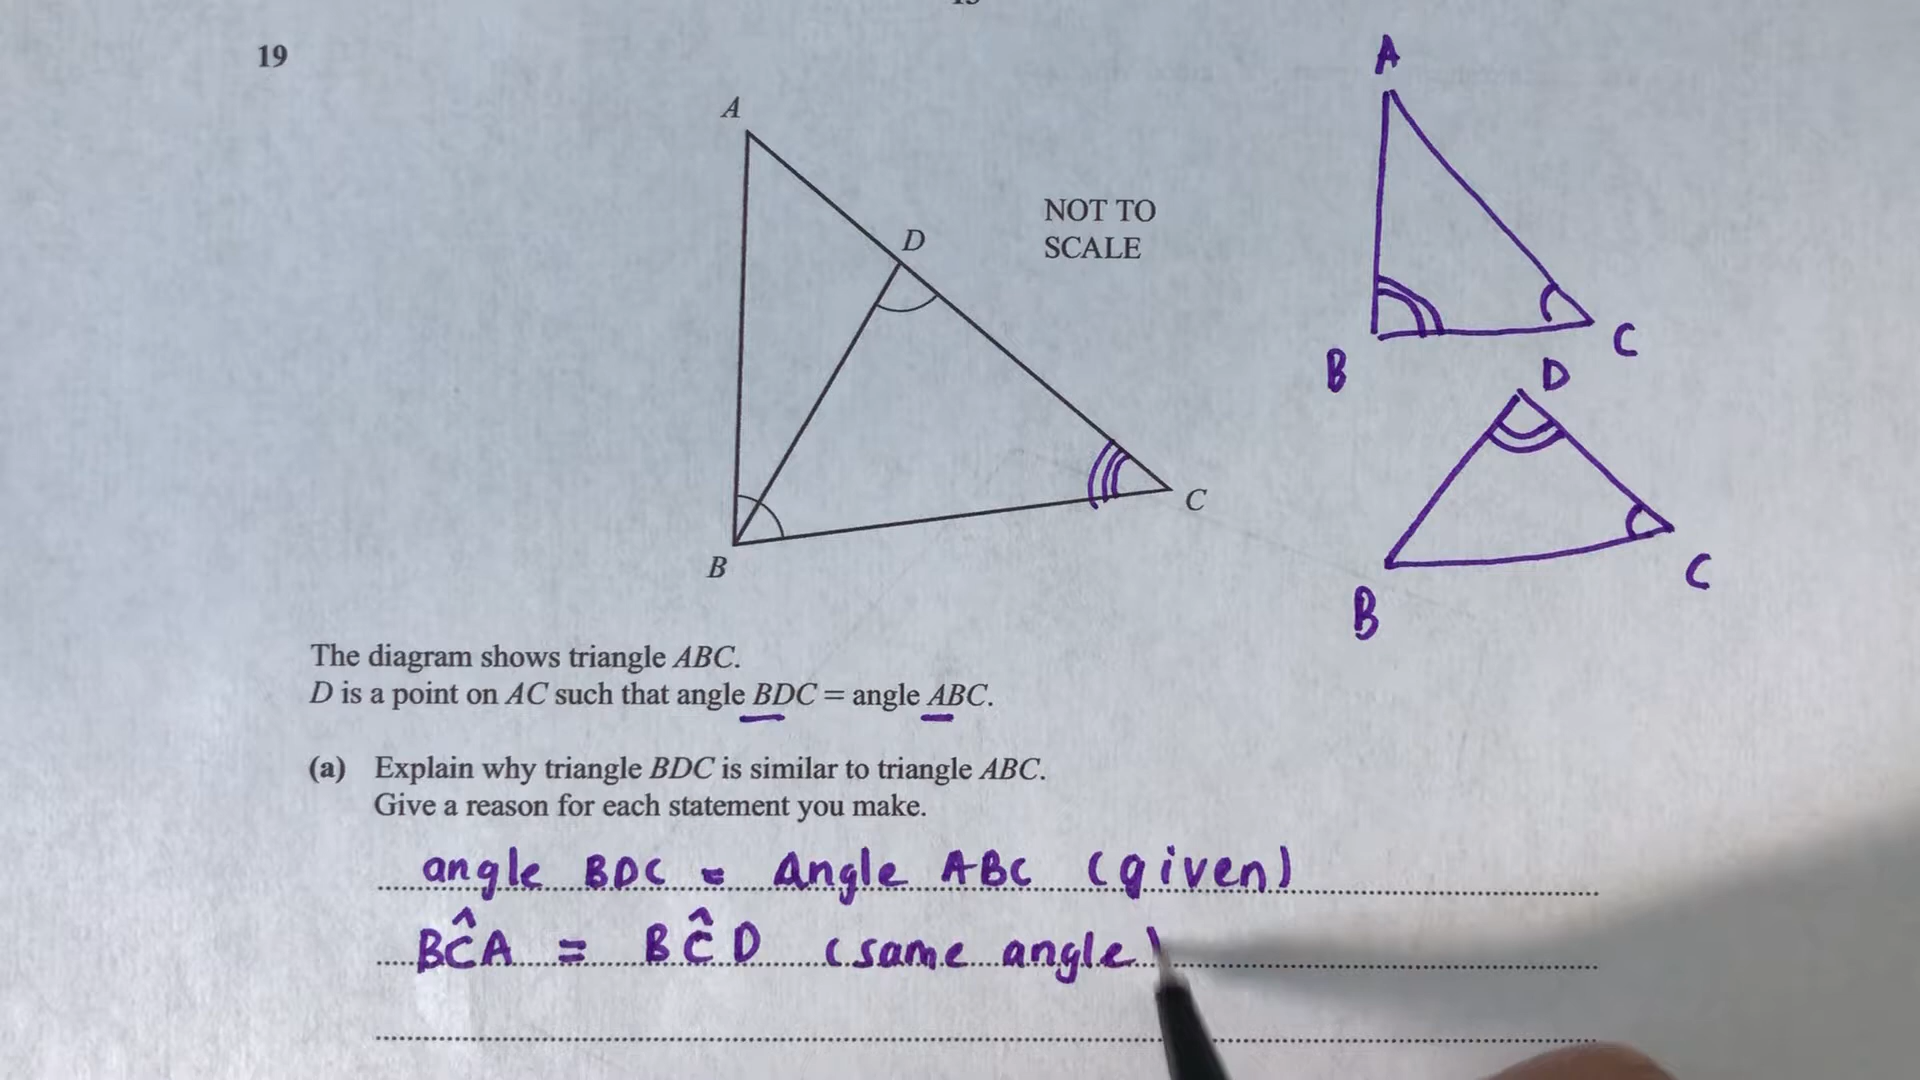 19
A
D
NOT TO
SCALE
C
B
A
B
C
D
B
C
The diagram shows triangle ABC.
D is a point on AC such that angle BDC = angle ABC.
(a) Explain why triangle BDC is similar to triangle ABC.
Give a reason for each statement you make.
angle BDC = Angle ABC (given)
BĈA = BĈD (same angle)